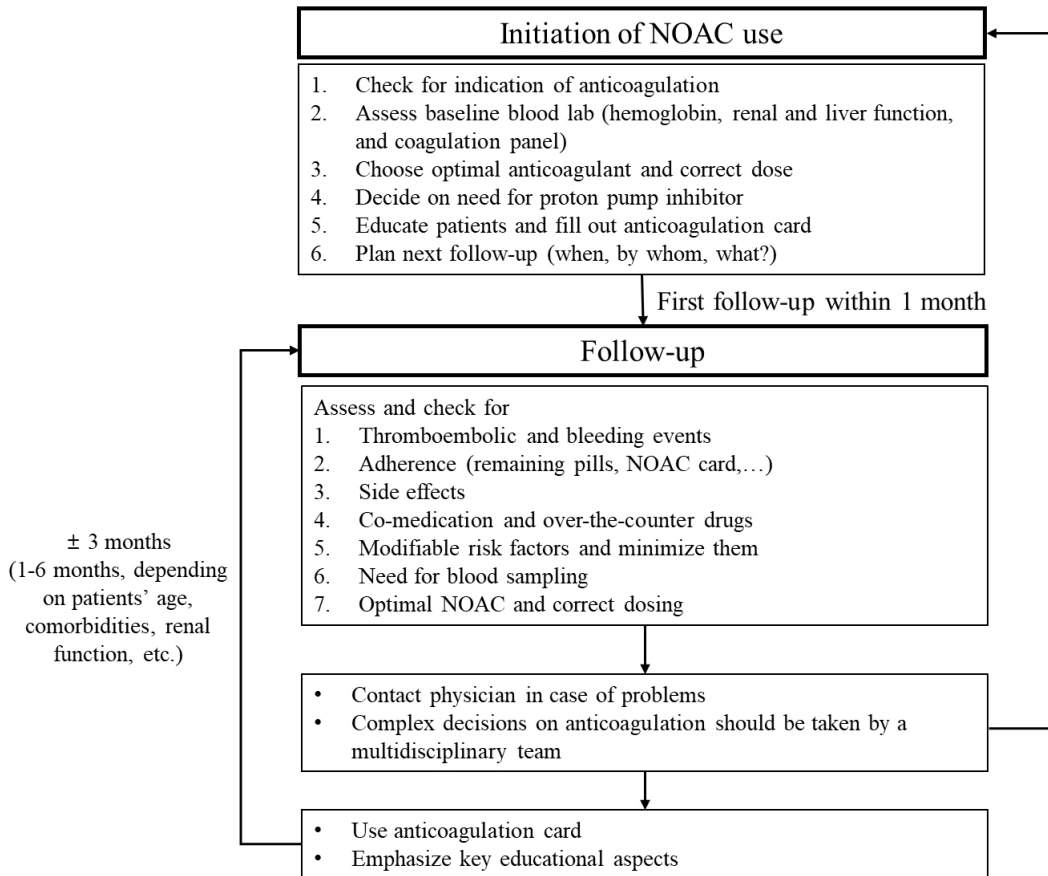 Initiation of NOAC use
1. Check for indication of anticoagulation
2. Assess baseline blood lab (hemoglobin, renal and liver function,
and coagulation panel)
3. Choose optimal anticoagulant and correct dose
4. Decide on need for proton pump inhibitor
5. Educate patients and fill out anticoagulation card
6. Plan next follow-up (when, by whom, what?)
First follow-up within 1 month
Follow-up
Assess and check for
1. Thromboembolic and bleeding events
2. Adherence (remaining pills, NOAC card,…)
3. Side effects
4. Co-medication and over-the-counter drugs
5. Modifiable risk factors and minimize them
6. Need for blood sampling
7. Optimal NOAC and correct dosing
± 3 months
(1-6 months, depending
on patients’ age,
comorbidities, renal
function, etc.)
• Contact physician in case of problems
• Complex decisions on anticoagulation should be taken by a
multidisciplinary team
• Use anticoagulation card
• Emphasize key educational aspects